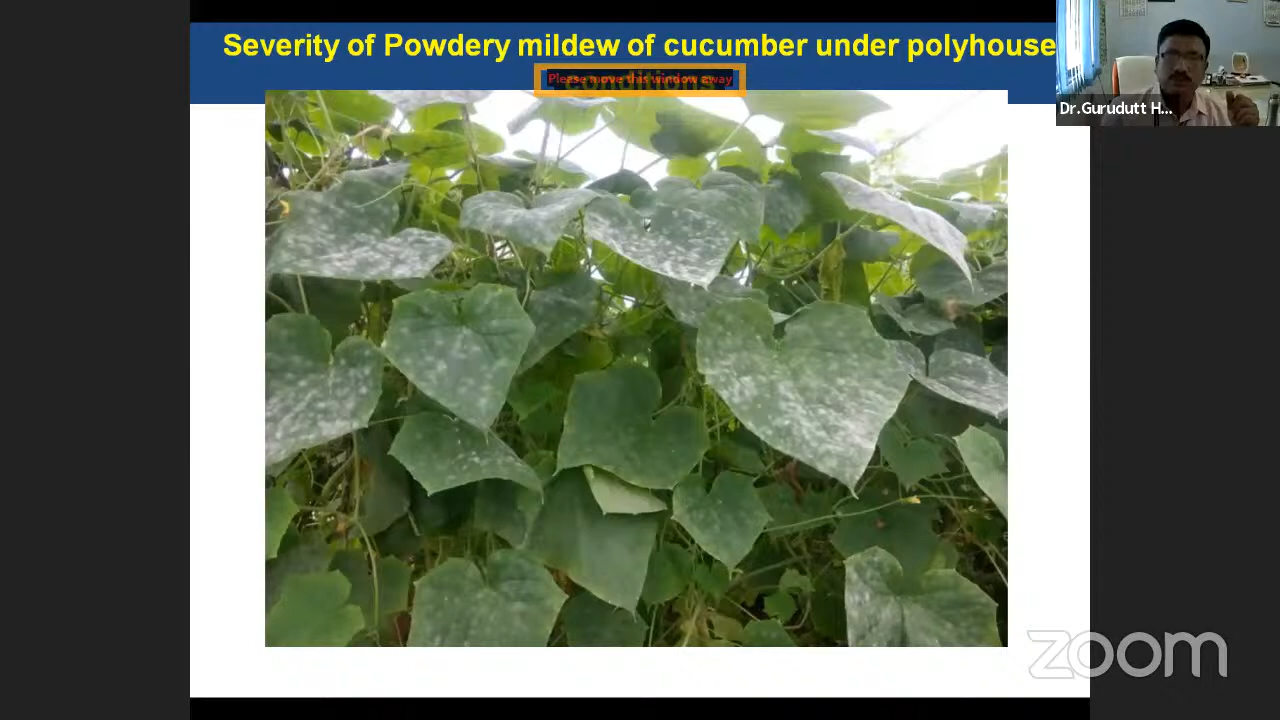 Severity of Powdery mildew of cucumber under polyhouse
conditions
Please move this window away
Dr.Gurudutt H...
zoom